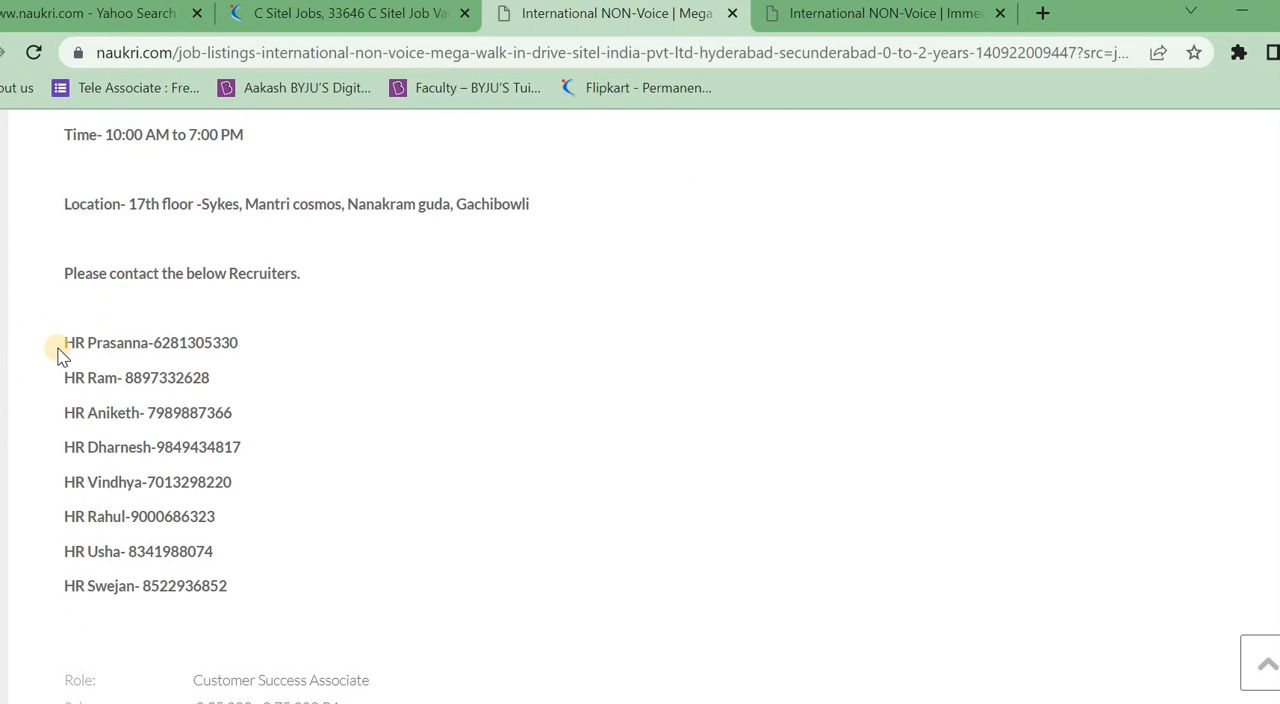 ww.naukri.com - Yahoo Search
C Sitel Jobs, 33646 C Sitel Job Va
International NON-Voice | Mega
International NON-Voice | Imme
naukri.com/job-listings-international-non-voice-mega-walk-in-drive-sitel-india-pvt-ltd-hyderabad-secunderabad-0-to-2-years-140922009447?src=j...
out us
Tele Associate : Fre...
Aakash BYJU'S Digit...
Faculty – BYJU'S Tui...
Flipkart - Permanen...
Time- 10:00 AM to 7:00 PM
Location- 17th floor -Sykes, Mantri cosmos, Nanakram guda, Gachibowli
Please contact the below Recruiters.
HR Prasanna-6281305330
HR Ram- 8897332628
HR Aniketh- 7989887366
HR Dharnesh-9849434817
HR Vindhya-7013298220
HR Rahul-9000686323
HR Usha- 8341988074
HR Swejan- 8522936852
Role: Customer Success Associate